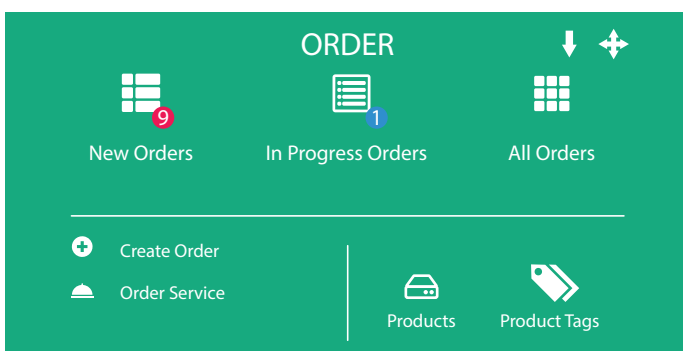 ORDER
9
1
New Orders
In Progress Orders
All Orders
Create Order
Order Service
Products
Product Tags